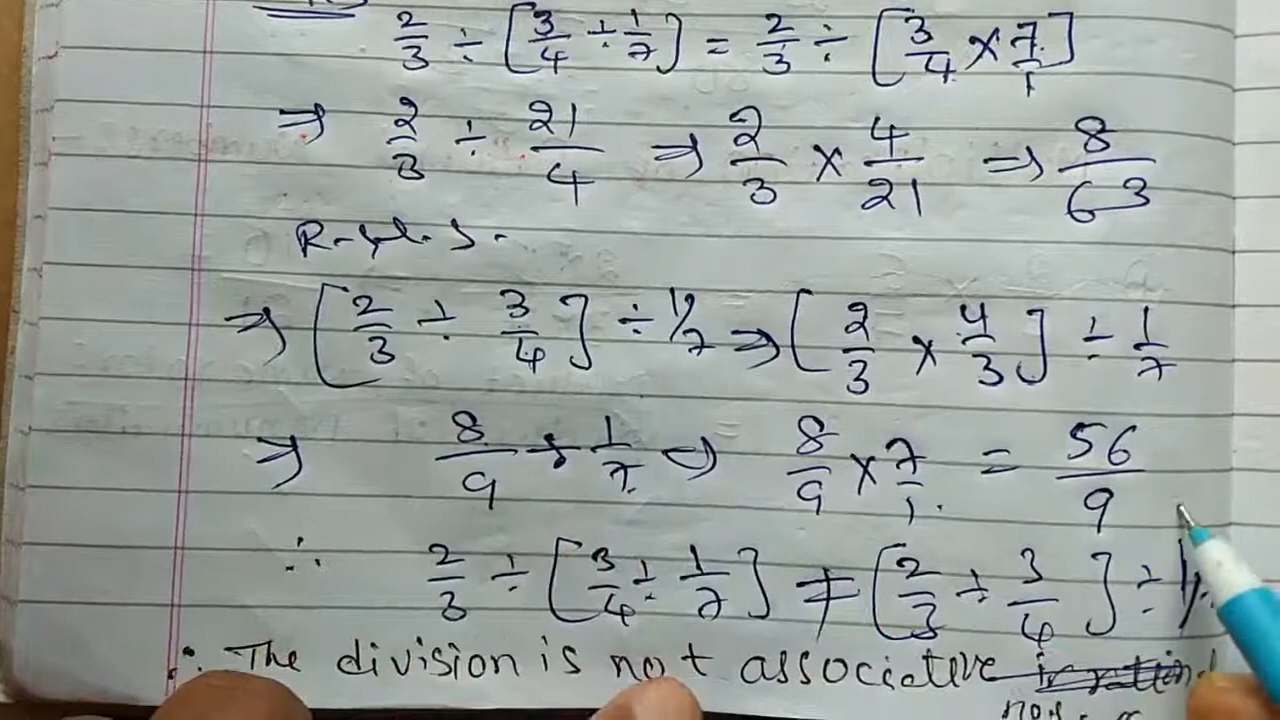 2/3 ÷ [3/4 ÷ 1/7] = 2/3 ÷ [3/4 × 7/1]
⇒ 2/3 ÷ 21/4 ⇒ 2/3 × 4/21 ⇒ 8/63
R.H.S.
⇒ [2/3 ÷ 3/4] ÷ 1/7 ⇒ [2/3 × 4/3] ÷ 1/7
⇒ 8/9 ÷ 1/7 ⇒ 8/9 × 7/1 = 56/9
∴ 2/3 ÷ [3/4 ÷ 1/7] ≠ [2/3 ÷ 3/4] ÷ 1/7
∴ The division is not associative